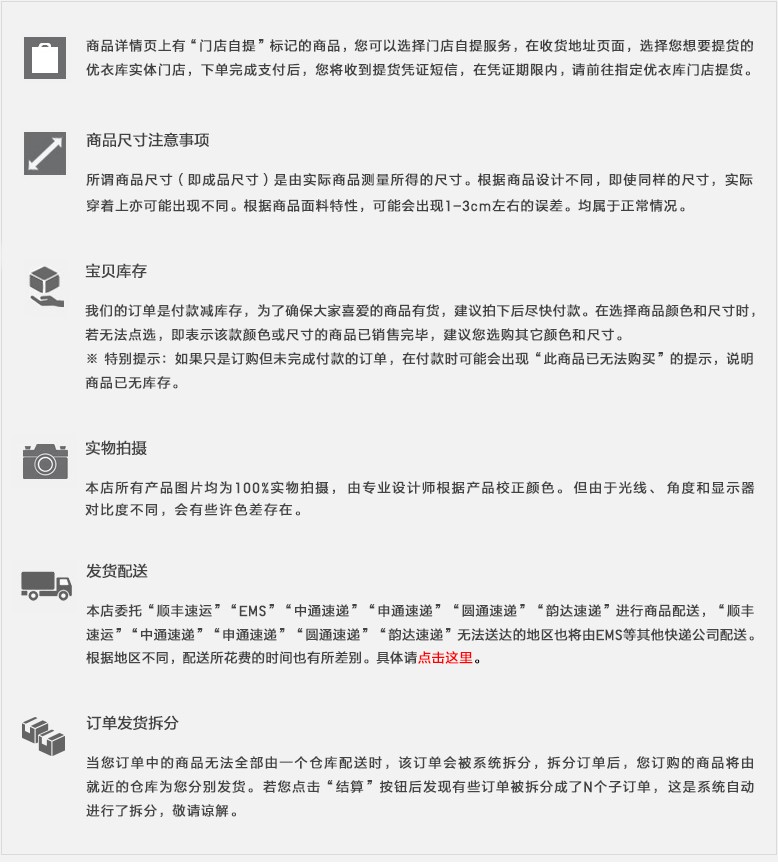 商品详情页上有“门店自提”标记的商品，您可以选择门店自提服务，在收货地址页面，选择您想要提货的
优衣库实体门店，下单完成支付后，您将收到提货凭证短信，在凭证期限内，请前往指定优衣库门店提货。
商品尺寸注意事项
所谓商品尺寸（即成品尺寸）是由实际商品测量所得的尺寸。根据商品设计不同，即使同样的尺寸，实际
穿着上亦可能出现不同。根据商品面料特性，可能会出现1-3cm左右的误差。均属于正常情况。
宝贝库存
我们的订单是付款减库存，为了确保大家喜爱的商品有货，建议拍下后尽快付款。在选择商品颜色和尺寸时，
若无法点选，即表示该款颜色或尺寸的商品已销售完毕，建议您选购其它颜色和尺寸。
※ 特别提示：如果只是订购但未完成付款的订单，在付款时可能会出现“此商品已无法购买”的提示，说明
商品已无库存。
实物拍摄
本店所有产品图片均为100%实物拍摄，由专业设计师根据产品校正颜色。但由于光线、角度和显示器
对比度不同，会有些许色差存在。
发货配送
本店委托“顺丰速运”“EMS”“中通速递”“申通速递”“圆通速递”“韵达速递”进行商品配送，“顺丰
速运”“中通速递”“申通速递”“圆通速递”“韵达速递”无法送达的地区也将由EMS等其他快递公司配送。
根据地区不同，配送所花费的时间也有所差别。具体请点击这里。
订单发货拆分
当您订单中的商品无法全部由一个仓库配送时，该订单会被系统拆分，拆分订单后，您订购的商品将由
就近的仓库为您分别发货。若您点击“结算”按钮后发现有些订单被拆分成了N个子订单，这是系统自动
进行了拆分，敬请谅解。